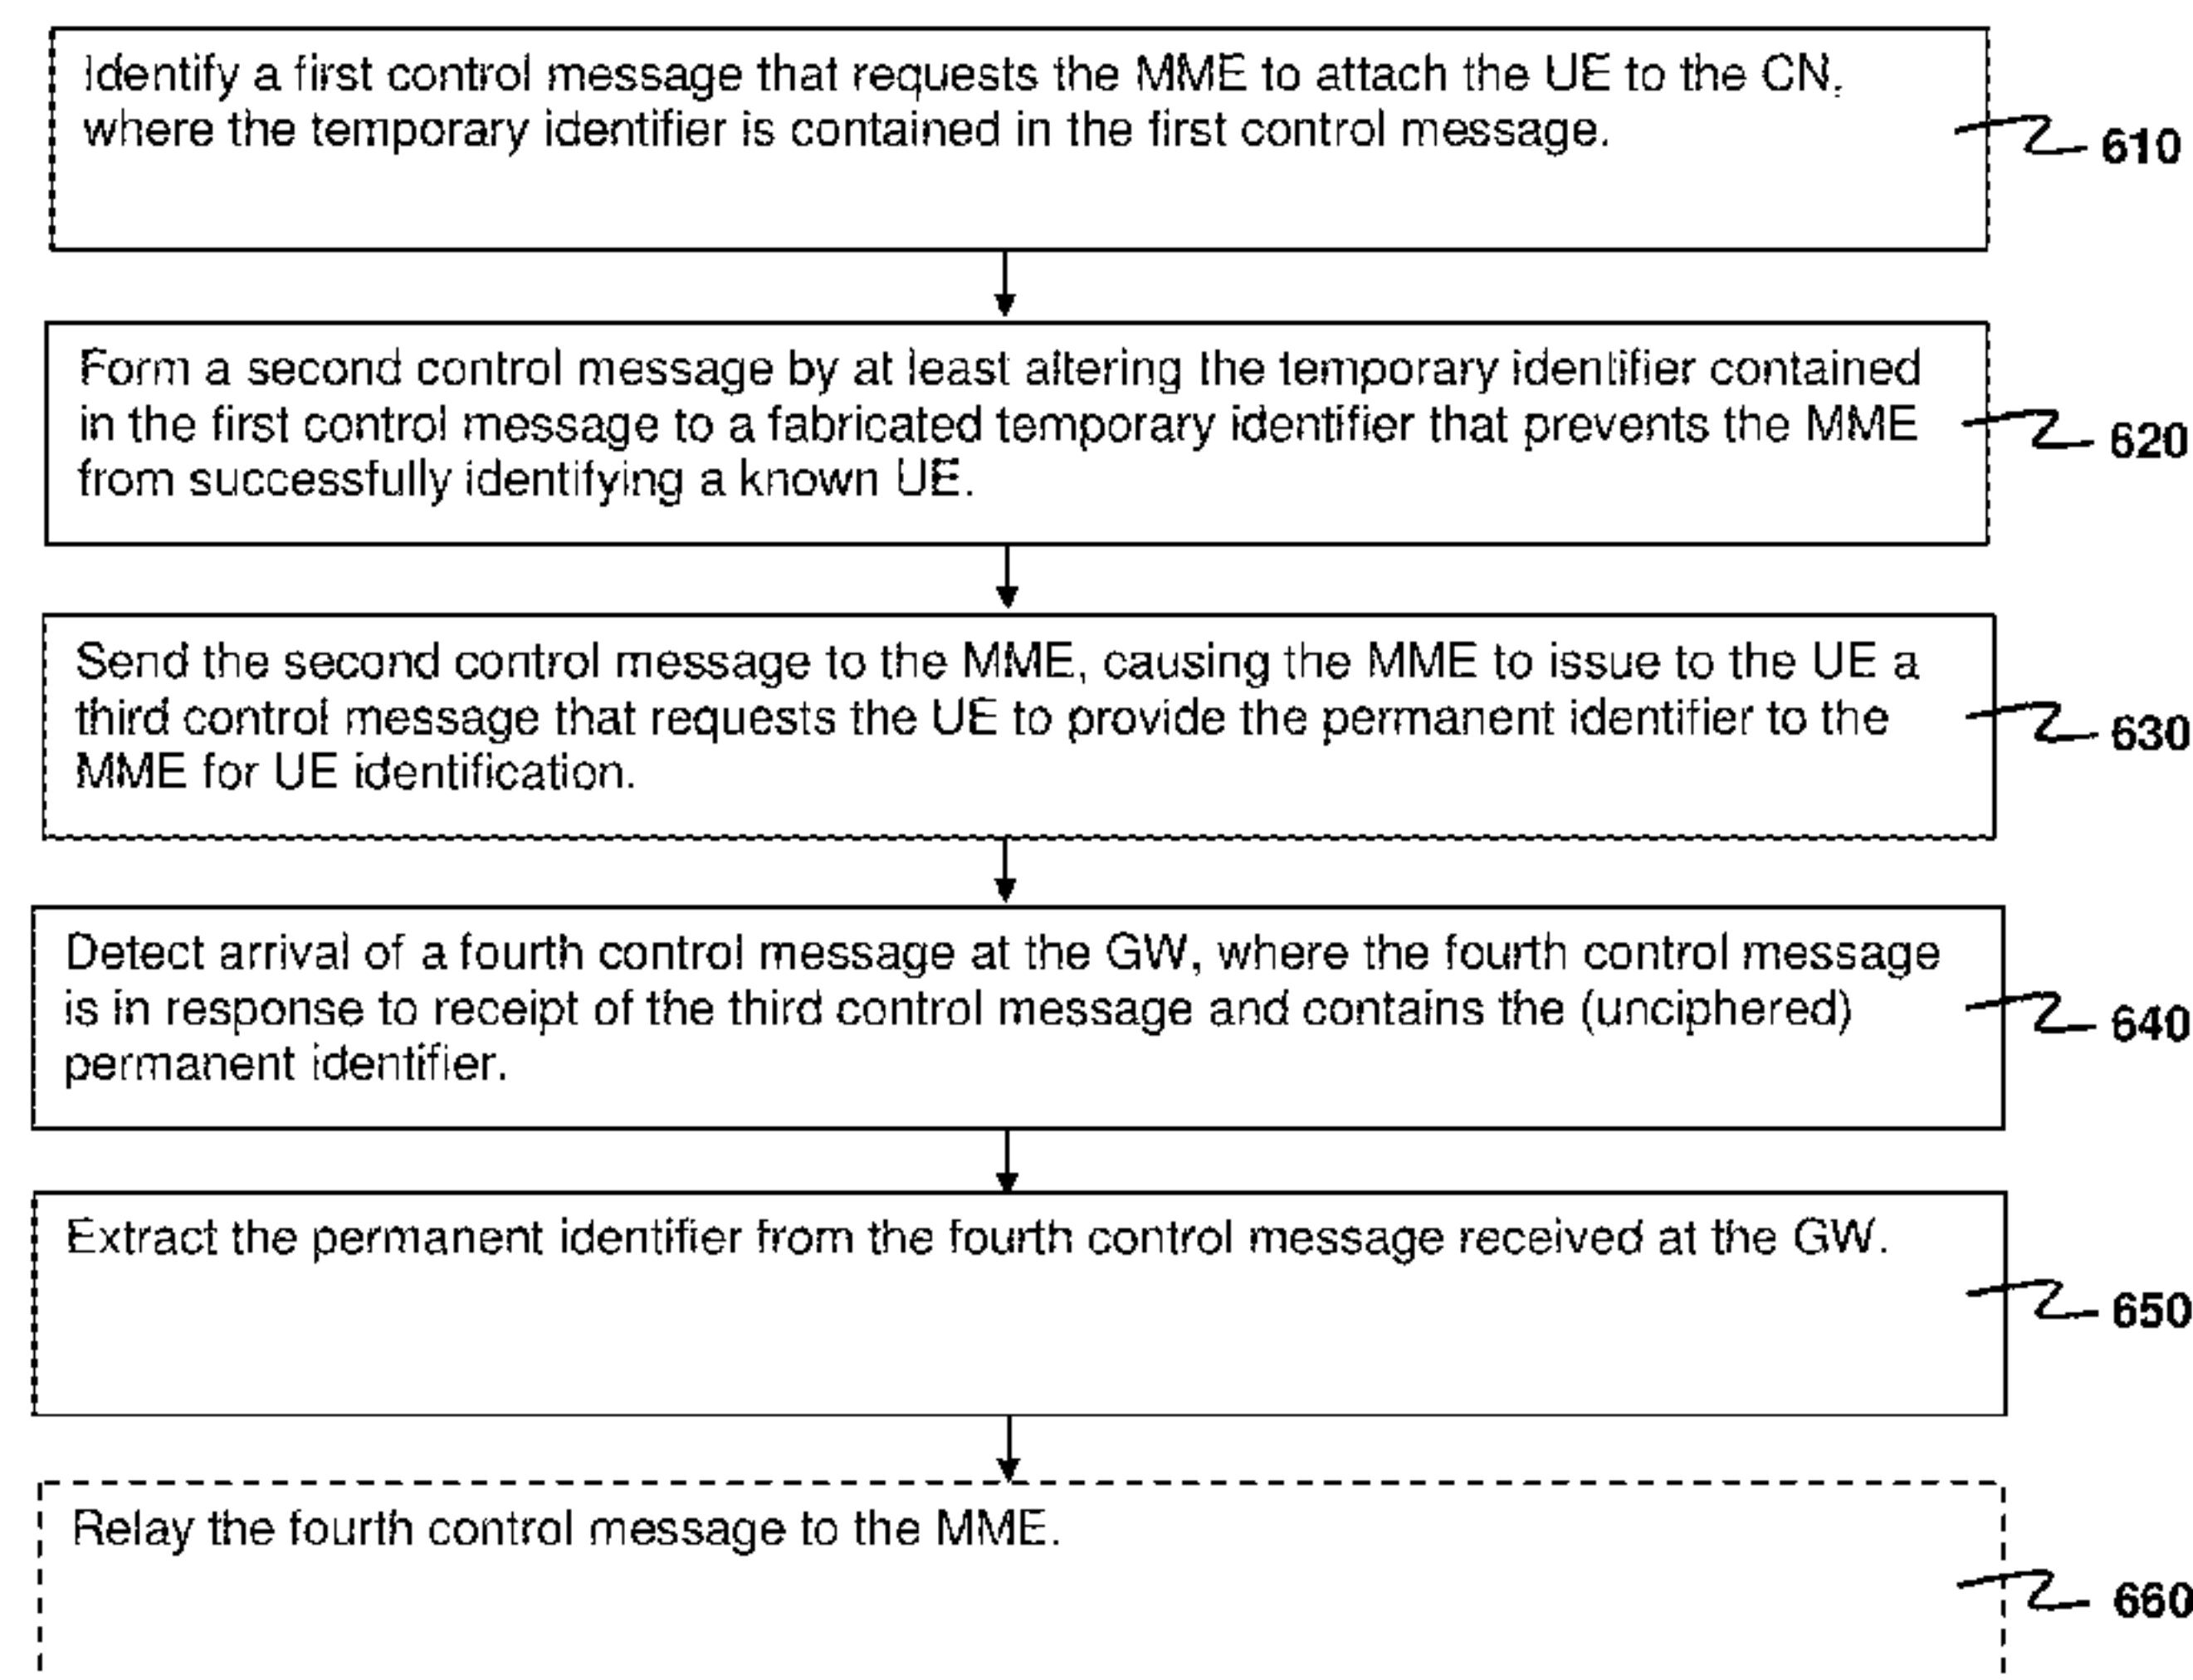 Identify a first control message that requests the MME to attach the UE to the CN,
where the temporary identifier is contained in the first control message.
610
Form a second control message by at least altering the temporary identifier contained
in the first control message to a fabricated temporary identifier that prevents the MME
from successfully identifying a known UE.
620
Send the second control message to the MME, causing the MME to issue to the UE a
third control message that requests the UE to provide the permanent identifier to the
MME for UE identification.
630
Detect arrival of a fourth control message at the GW, where the fourth control message
is in response to receipt of the third control message and contains the (unciphered)
permanent identifier.
640
Extract the permanent identifier from the fourth control message received at the GW.
650
Relay the fourth control message to the MME.
660